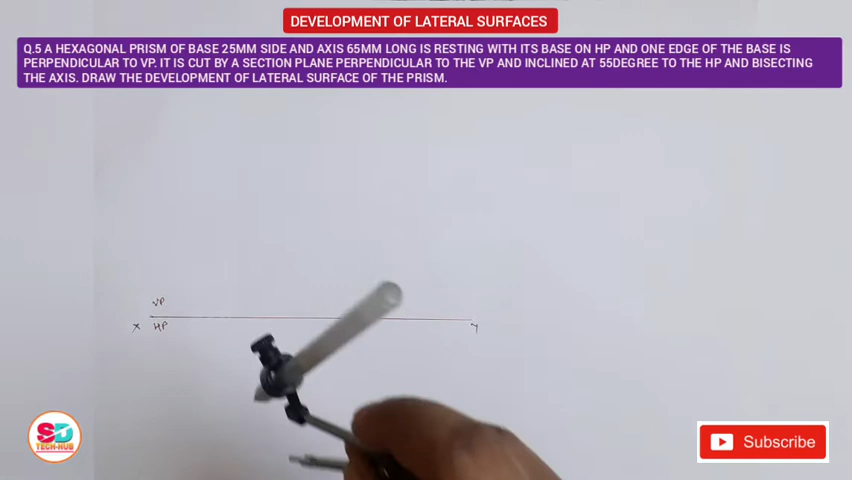 DEVELOPMENT OF LATERAL SURFACES
Q.5 A HEXAGONAL PRISM OF BASE 25MM SIDE AND AXIS 65MM LONG IS RESTING WITH ITS BASE ON HP AND ONE EDGE OF THE BASE IS
PERPENDICULAR TO VP. IT IS CUT BY A SECTION PLANE PERPENDICULAR TO THE VP AND INCLINED AT 55DEGREE TO THE HP AND BISECTING
THE AXIS. DRAW THE DEVELOPMENT OF LATERAL SURFACE OF THE PRISM.
VP
X HP Y
SD
TECH-HUB
Subscribe